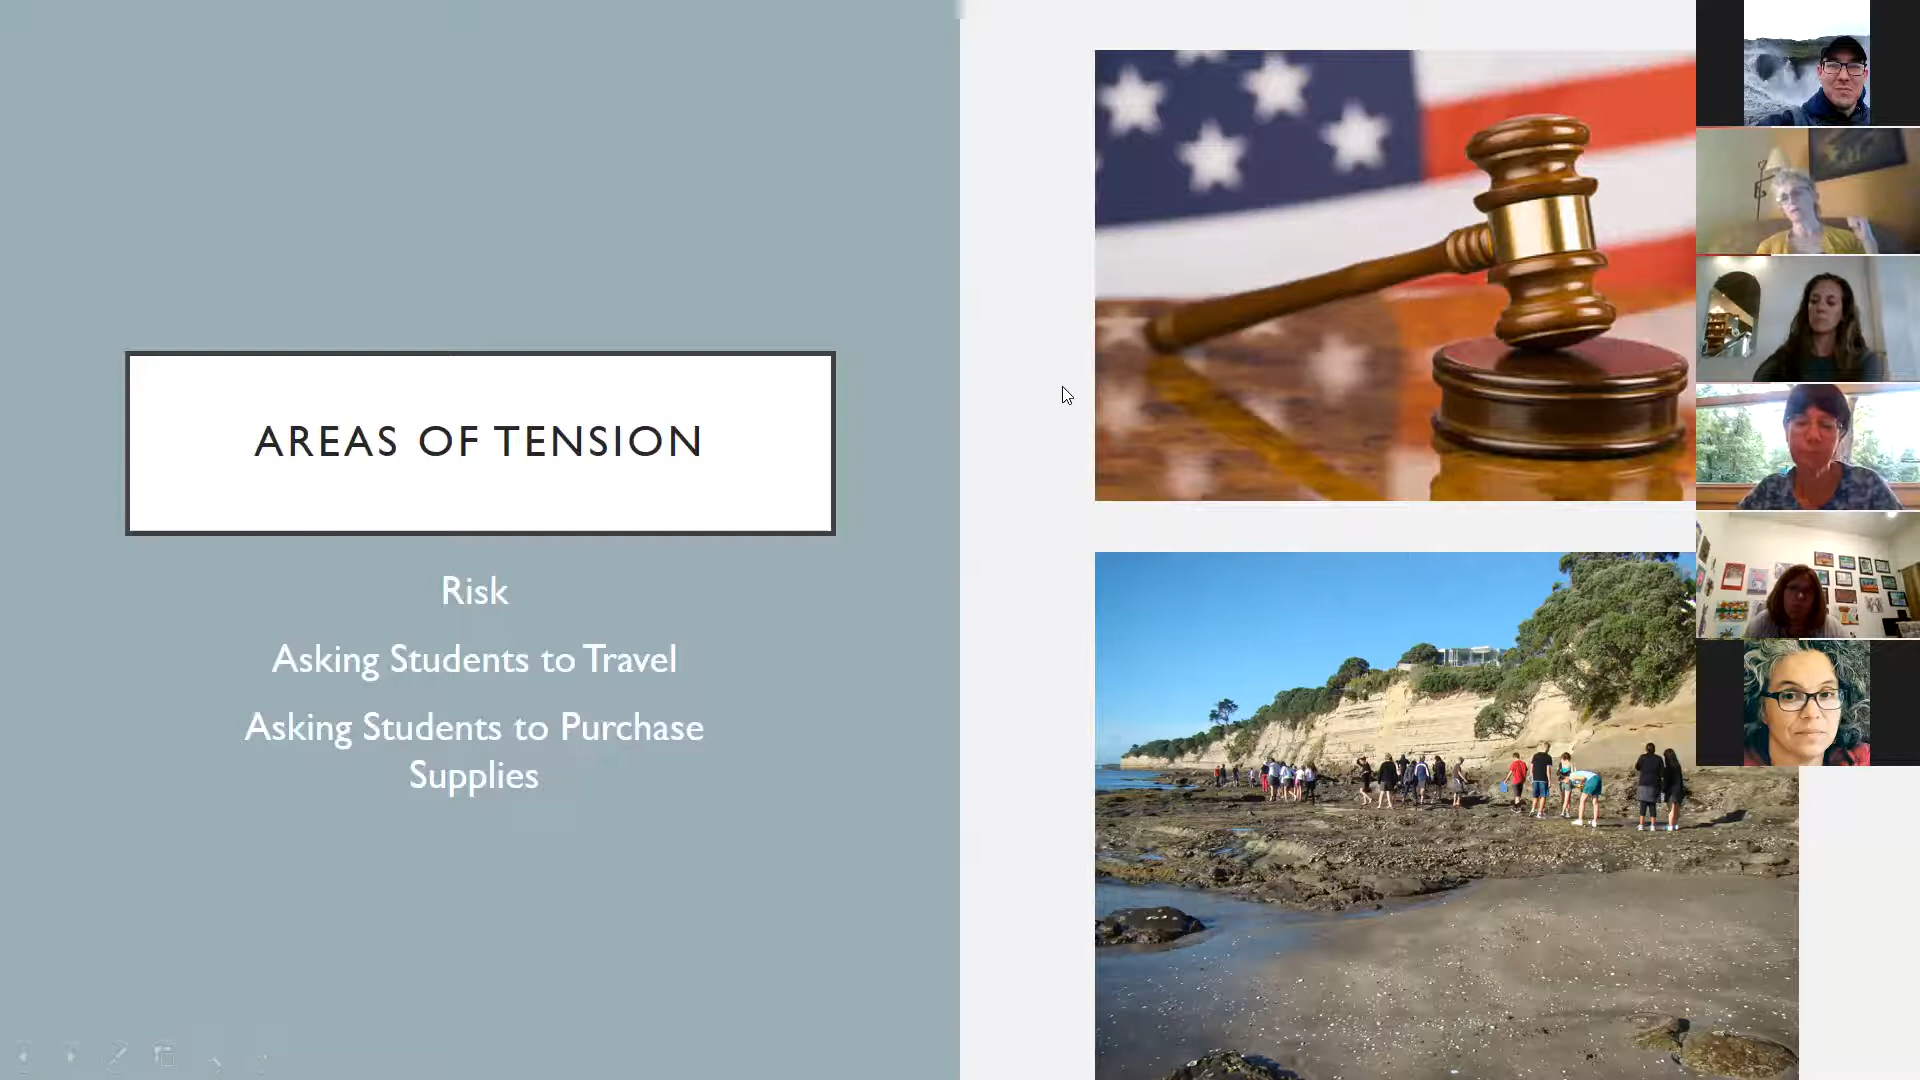 AREAS OF TENSION
Risk
Asking Students to Travel
Asking Students to Purchase
Supplies